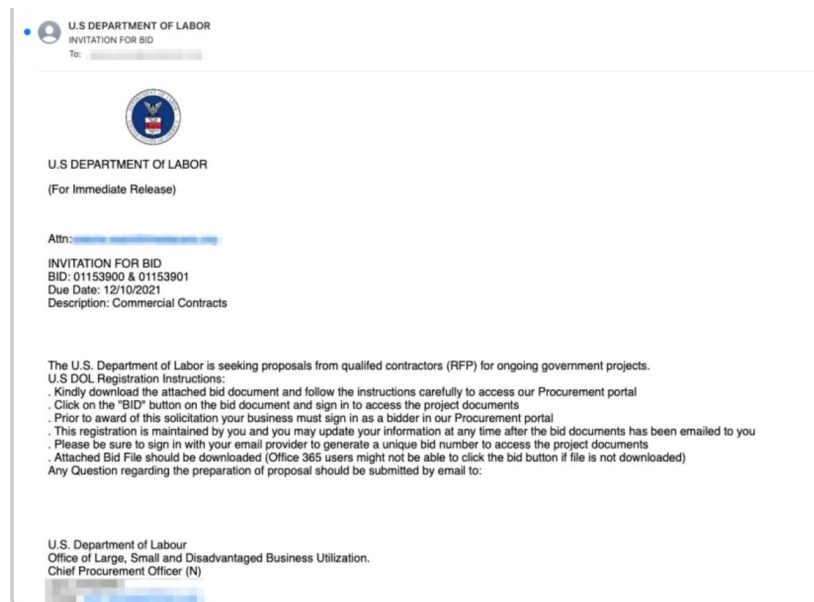 U.S DEPARTMENT OF LABOR
INVITATION FOR BID
To:
U.S DEPARTMENT Of LABOR
(For Immediate Release)
Attn:
INVITATION FOR BID
BID: 01153900 & 01153901
Due Date: 12/10/2021
Description: Commercial Contracts
The U.S. Department of Labor is seeking proposals from qualifed contractors (RFP) for ongoing government projects.
U.S DOL Registration Instructions:
. Kindly download the attached bid document and follow the instructions carefully to access our Procurement portal
. Click on the "BID" button on the bid document and sign in to access the project documents
. Prior to award of this solicitation your business must sign in as a bidder in our Procurement portal
. This registration is maintained by you and you may update your information at any time after the bid documents has been emailed to you
. Please be sure to sign in with your email provider to generate a unique bid number to access the project documents
. Attached Bid File should be downloaded (Office 365 users might not be able to click the bid button if file is not downloaded)
Any Question regarding the preparation of proposal should be submitted by email to:
U.S. Department of Labour
Office of Large, Small and Disadvantaged Business Utilization.
Chief Procurement Officer (N)